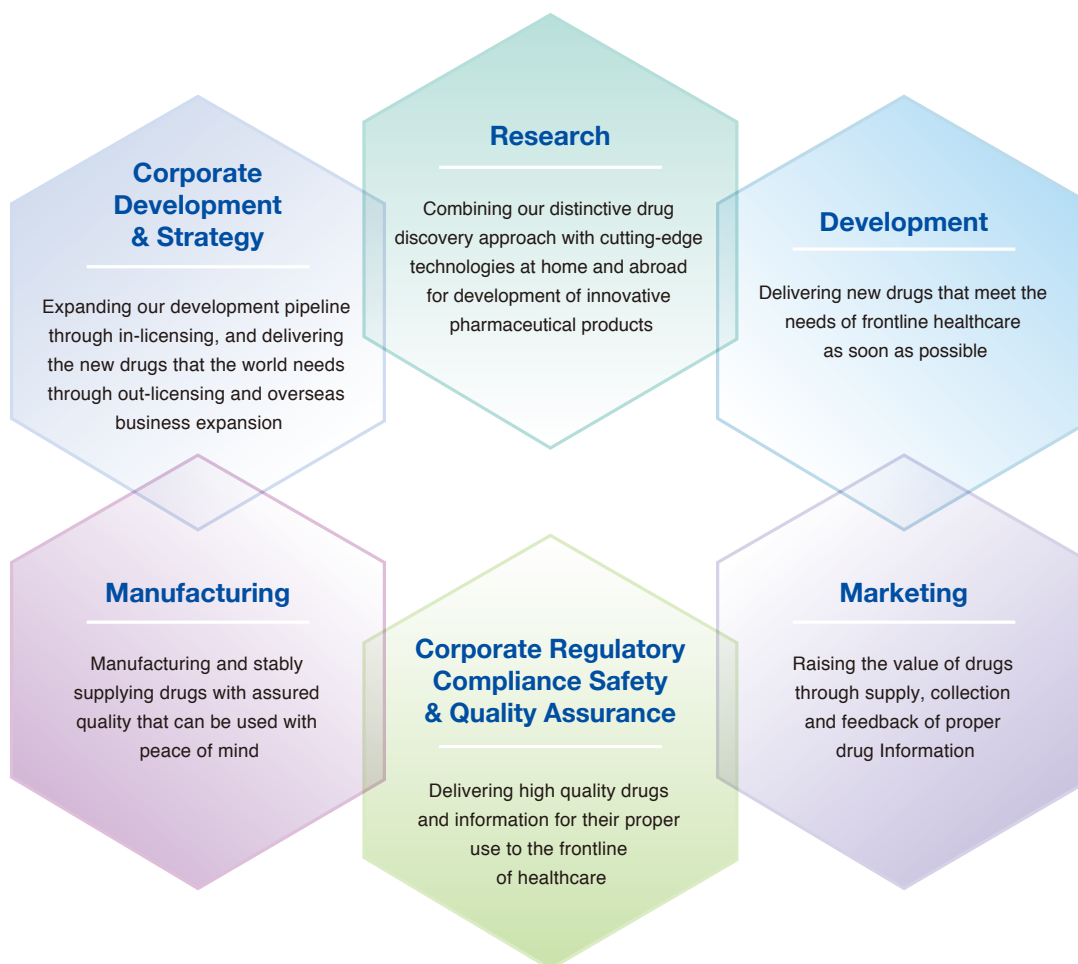 Corporate
Development
& Strategy
Expanding our development pipeline
through in-licensing, and delivering
the new drugs that the world needs
through out-licensing and overseas
business expansion
Research
Combining our distinctive drug
discovery approach with cutting-edge
technologies at home and abroad
for development of innovative
pharmaceutical products
Development
Delivering new drugs that meet the
needs of frontline healthcare
as soon as possible
Manufacturing
Manufacturing and stably
supplying drugs with assured
quality that can be used with
peace of mind
Corporate Regulatory
Compliance Safety
& Quality Assurance
Delivering high quality drugs
and information for their proper
use to the frontline
of healthcare
Marketing
Raising the value of drugs
through supply, collection
and feedback of proper
drug Information